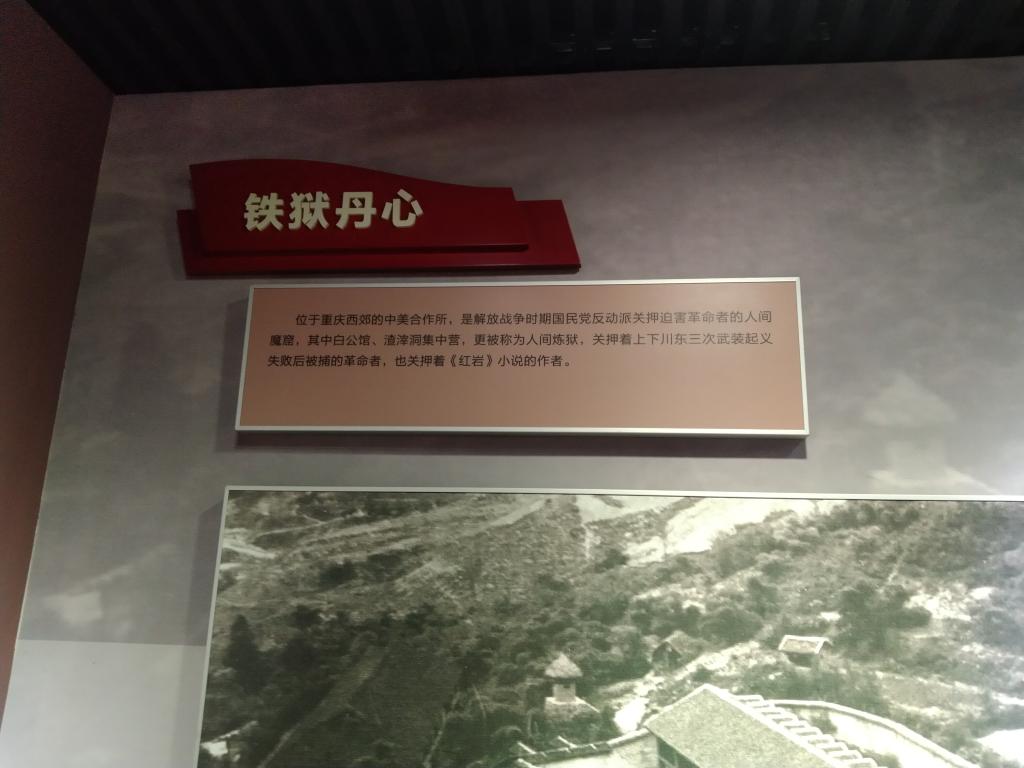 铁狱丹心
位于重庆西郊的中美合作所，是解放战争时期国民党反动派关押迫害革命者的人间
魔窟，其中白公馆、渣滓洞集中营，更被称为人间炼狱，关押着上下川东三次武装起义
失败后被捕的革命者，也关押着《红岩》小说的作者。